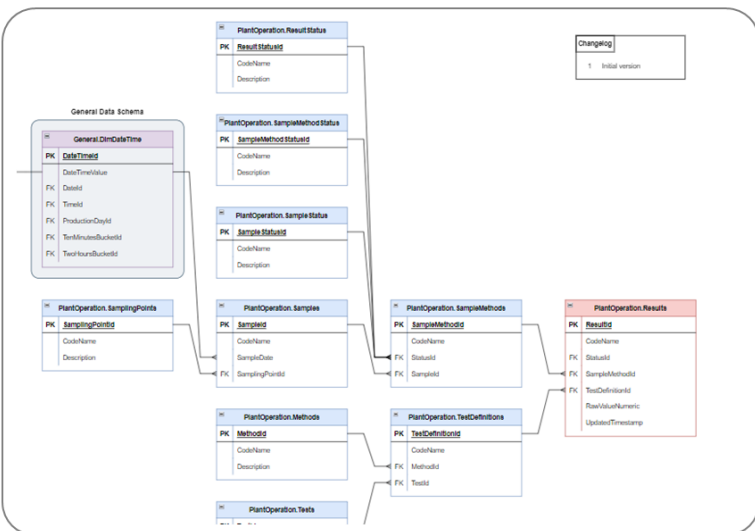 PlantOperation.ResultStatus
PK ResultStatusId
CodeName
Description
Changelog
1 Initial version
General Data Schema
General.DimDateTime
PK DateTimeId
DateTimeValue
FK DateId
FK TimeId
FK ProductionDayId
FK TenMinutesBucketId
FK TwoHoursBucketId
PlantOperation. SampleMethodStatus
PK SampleMethodStatusId
CodeName
Description
PlantOperation. SampleStatus
PK SampleStatusId
CodeName
Description
PlantOperation.SamplingPoints
PK SamplingPointId
CodeName
Description
PlantOperation.Samples
PK SampleId
CodeName
SampleDate
FK SamplingPointId
PlantOperation.SampleMethods
PK SampleMethodId
CodeName
FK StatusId
FK SampleId
PlantOperation.Results
PK ResultId
CodeName
FK StatusId
FK SampleMethodId
FK TestDefinitionId
RawValueNumeric
UpdatedTimestamp
PlantOperation.Methods
PK MethodId
CodeName
Description
PlantOperation.TestDefinitions
PK TestDefinitionId
CodeName
FK MethodId
FK TestId
PlantOperation.Tests